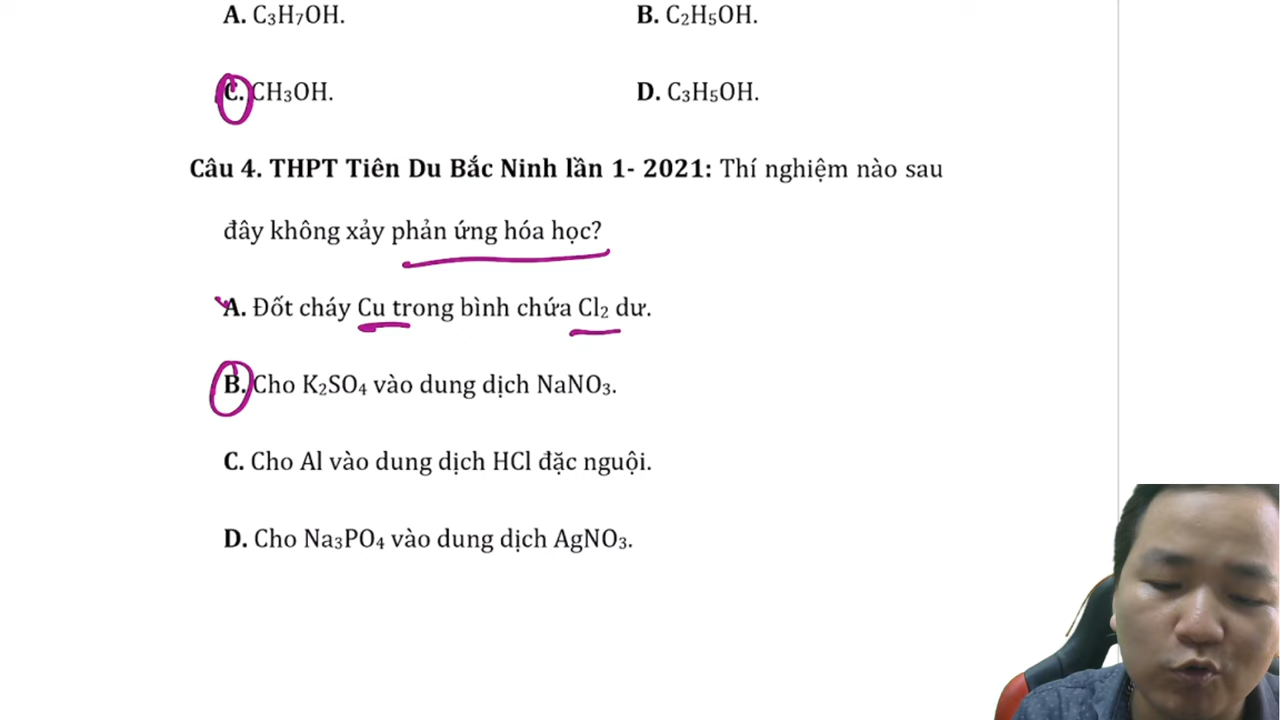 A. C₃H₇OH. B. C₂H₅OH.
C. CH₃OH. D. C₃H₅OH.
Câu 4. THPT Tiên Du Bắc Ninh lần 1- 2021: Thí nghiệm nào sau
đây không xảy phản ứng hóa học?
A. Đốt cháy Cu trong bình chứa Cl₂ dư.
B. Cho K₂SO₄ vào dung dịch NaNO₃.
C. Cho Al vào dung dịch HCl đặc nguội.
D. Cho Na₃PO₄ vào dung dịch AgNO₃.